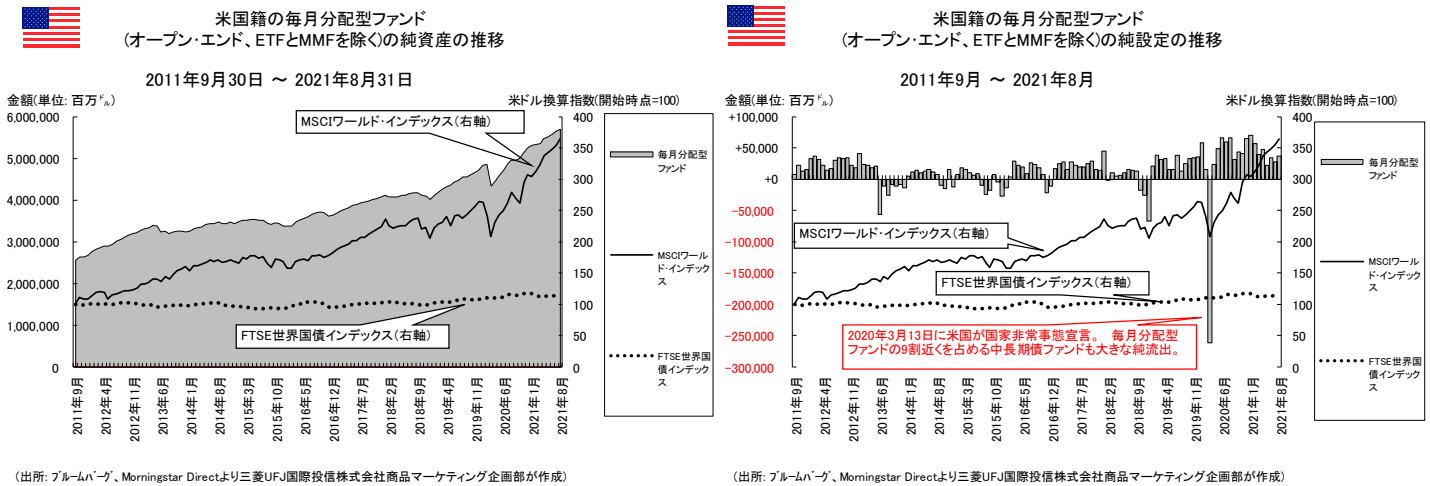 米国籍の毎月分配型ファンド
(オープン・エンド、ETFとMMFを除く)の純資産の推移
2011年9月30日 ～ 2021年8月31日
金額(単位: 百万㌦)
米ドル換算指数(開始時点=100)
6,000,000
5,000,000
4,000,000
3,000,000
2,000,000
1,000,000
0
400
350
300
250
200
150
100
50
0
MSCIワールド・インデックス(右軸)
FTSE世界国債インデックス(右軸)
2011年9月
2012年4月
2012年11月
2013年6月
2014年1月
2014年8月
2015年3月
2015年10月
2016年5月
2016年12月
2017年7月
2018年2月
2018年9月
2019年4月
2019年11月
2020年6月
2021年1月
2021年8月
毎月分配型
ファンド
MSCIワール
ド・インデック
ス
FTSE世界国
債インデック
ス
(出所: ブルームバーグ、Morningstar Directより三菱UFJ国際投信株式会社商品マーケティング企画部が作成)
米国籍の毎月分配型ファンド
(オープン・エンド、ETFとMMFを除く)の純設定の推移
2011年9月 ～ 2021年8月
金額(単位: 百万㌦)
米ドル換算指数(開始時点=100)
+100,000
+50,000
+0
-50,000
-100,000
-150,000
-200,000
-250,000
-300,000
400
350
300
250
200
150
100
50
0
MSCIワールド・インデックス(右軸)
FTSE世界国債インデックス(右軸)
2020年3月13日に米国が国家非常事態宣言。 毎月分配型
ファンドの9割近くを占める中長期債ファンドも大きな純流出。
2011年9月
2012年4月
2012年11月
2013年6月
2014年1月
2014年8月
2015年3月
2015年10月
2016年5月
2016年12月
2017年7月
2018年2月
2018年9月
2019年4月
2019年11月
2020年6月
2021年1月
2021年8月
毎月分配型
ファンド
MSCIワール
ド・インデック
ス
FTSE世界国
債インデック
ス
(出所: ブルームバーグ、Morningstar Directより三菱UFJ国際投信株式会社商品マーケティング企画部が作成)